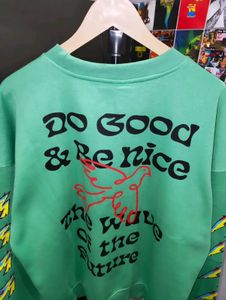 Do Good
& Be Nice
The Wave
Of the
Future